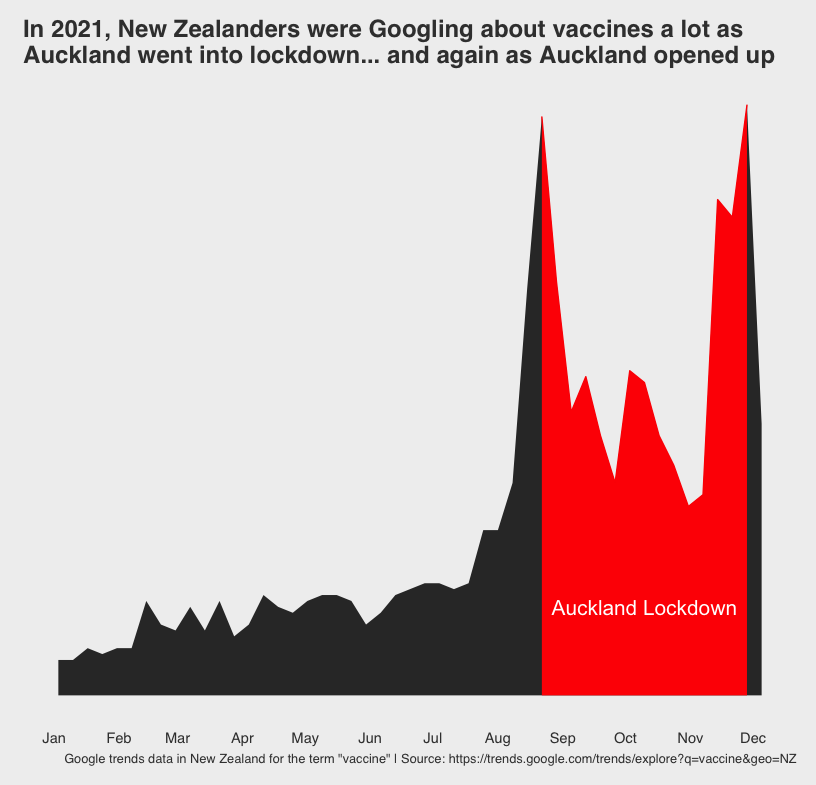 In 2021, New Zealanders were Googling about vaccines a lot as
Auckland went into lockdown... and again as Auckland opened up
Auckland Lockdown
Jan Feb Mar Apr May Jun Jul Aug Sep Oct Nov Dec
Google trends data in New Zealand for the term "vaccine" | Source: https://trends.google.com/trends/explore?q=vaccine&geo=NZ